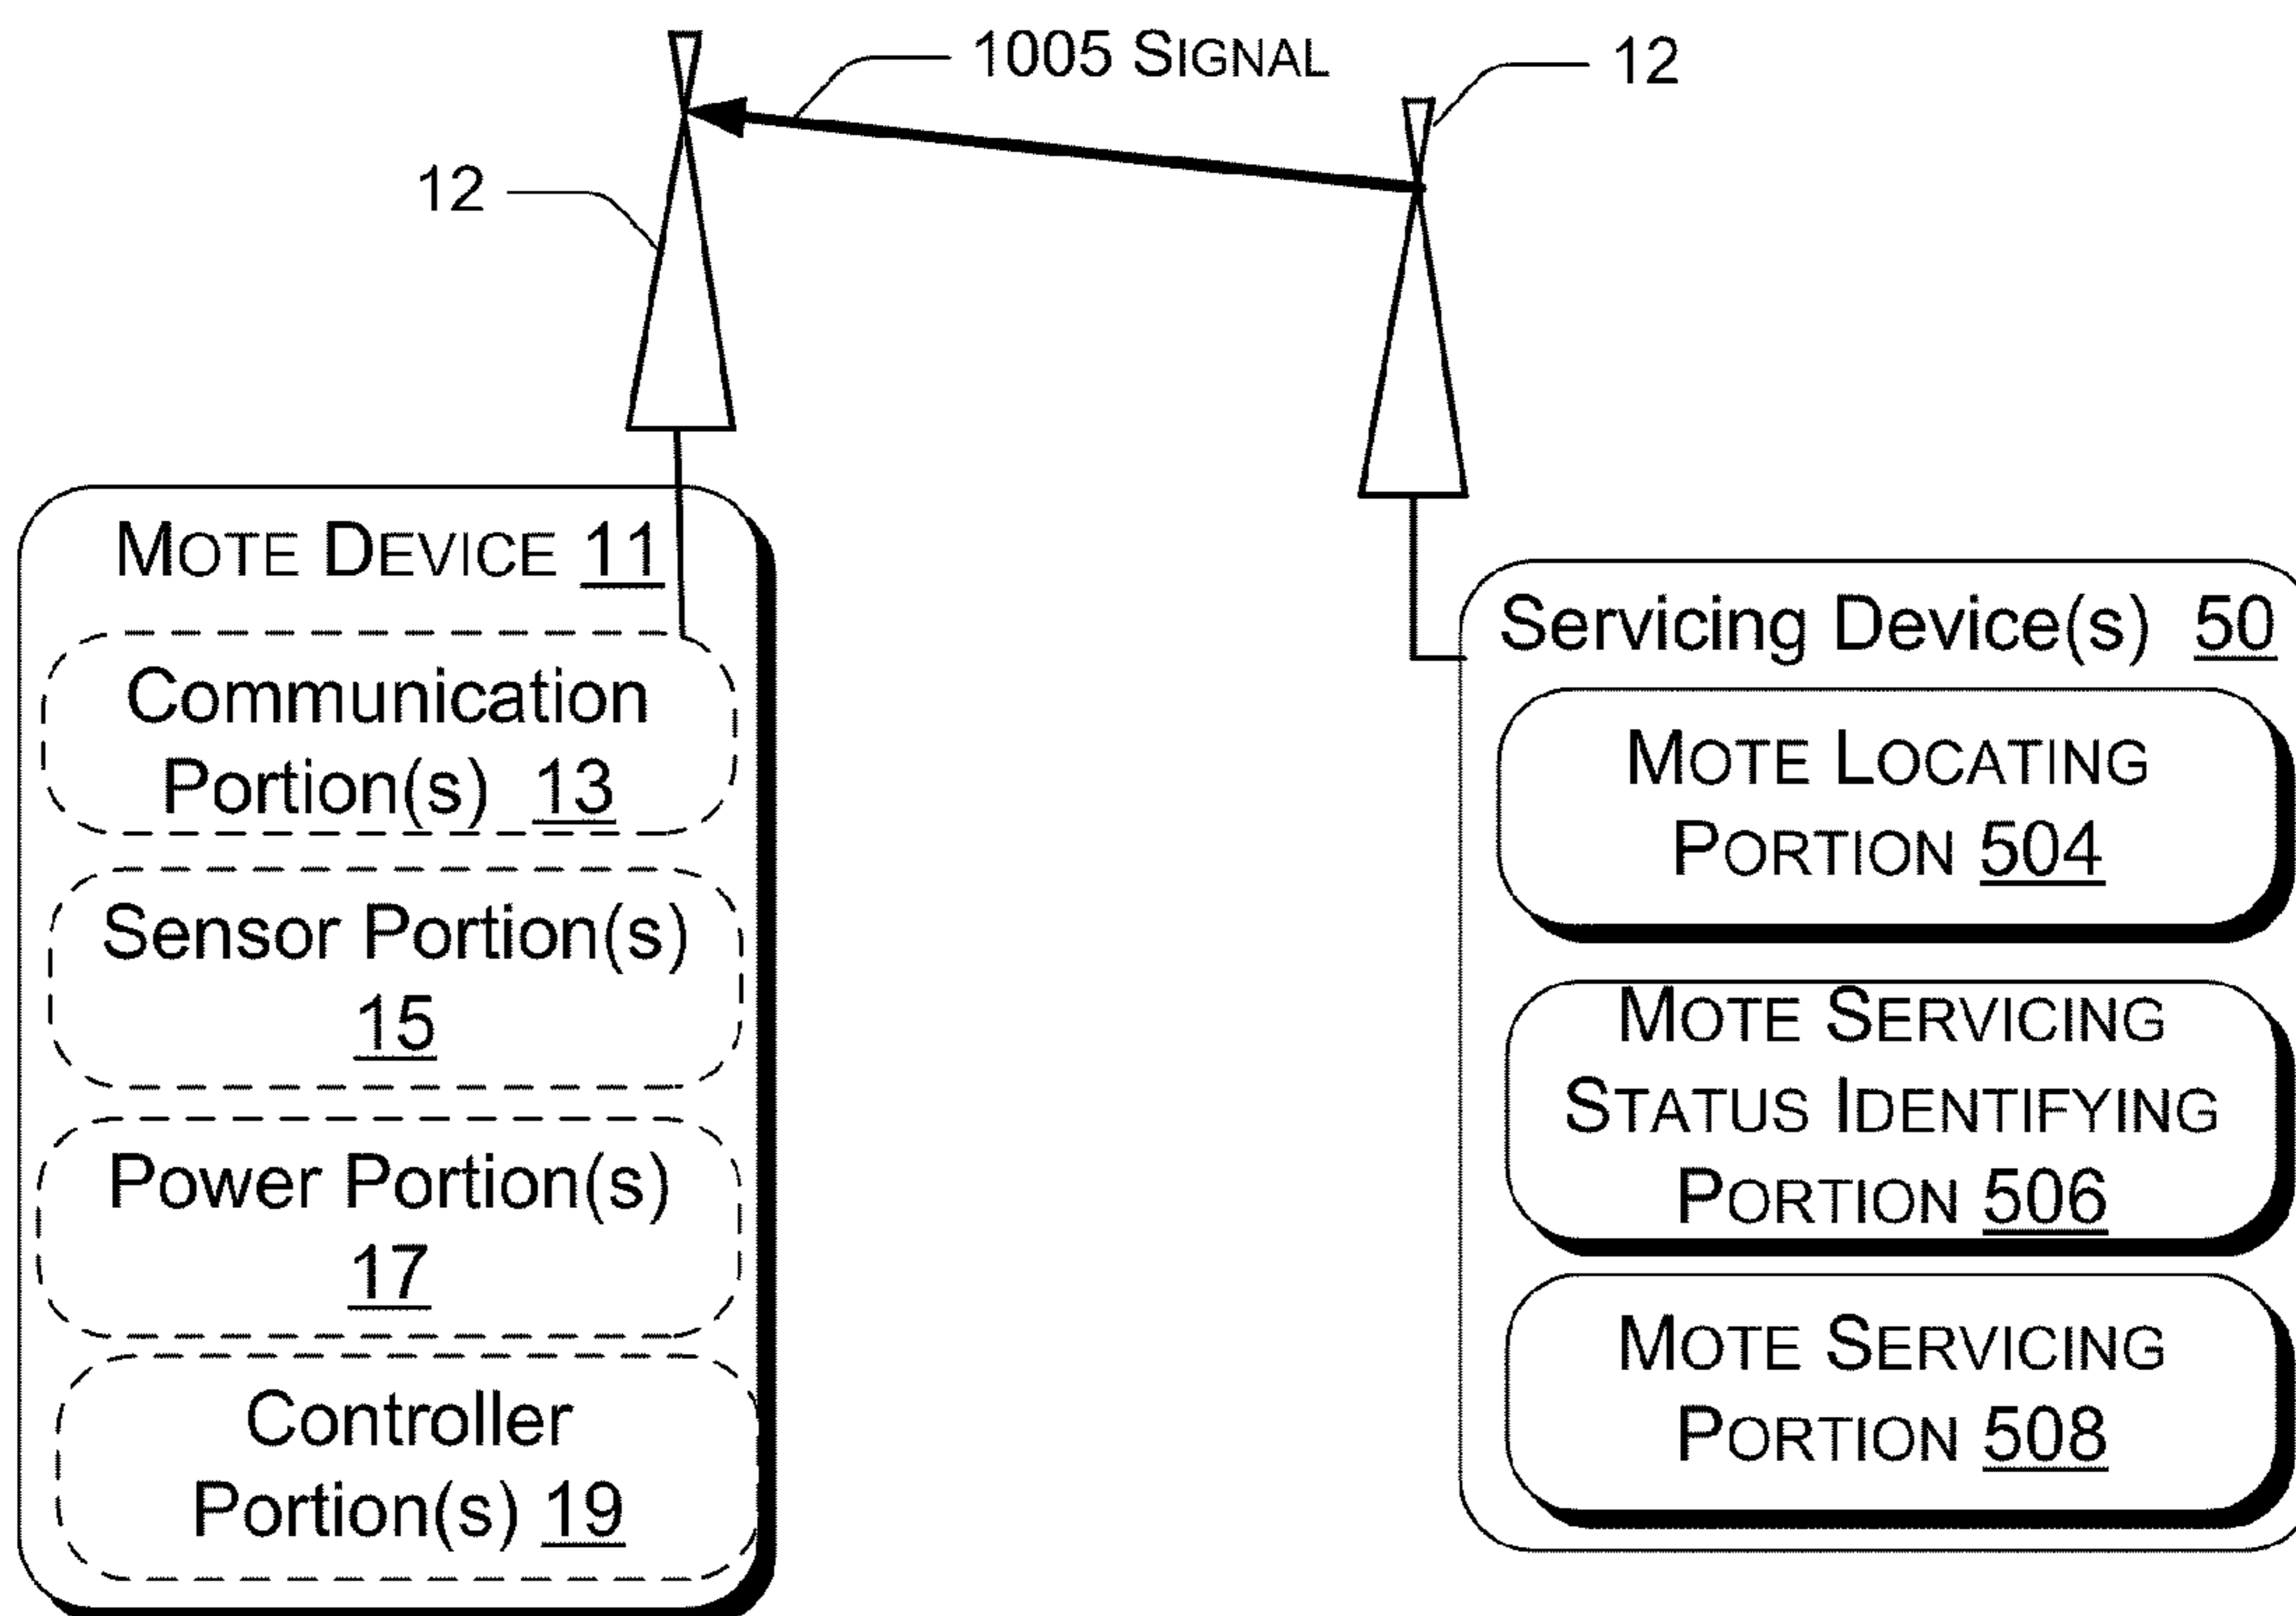 1005 SIGNAL
12
12
MOTE DEVICE 11
Communication
Portion(s) 13
Sensor Portion(s)
15
Power Portion(s)
17
Controller
Portion(s) 19
Servicing Device(s) 50
MOTE LOCATING
PORTION 504
MOTE SERVICING
STATUS IDENTIFYING
PORTION 506
MOTE SERVICING
PORTION 508